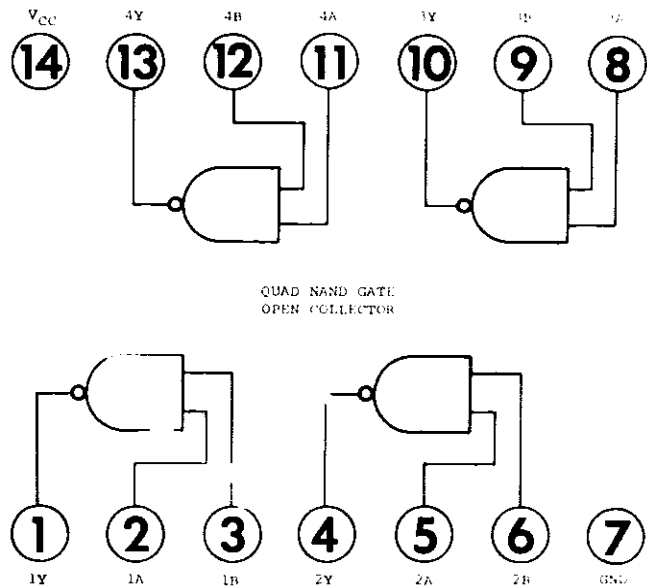 VCC 4Y 4B 4A 3Y
14 13 12 11 10 9 8
QUAD NAND GATE
OPEN COLLECTOR
1 2 3 4 5 6 7
1Y 1A 1B 2Y 2A 2B GND